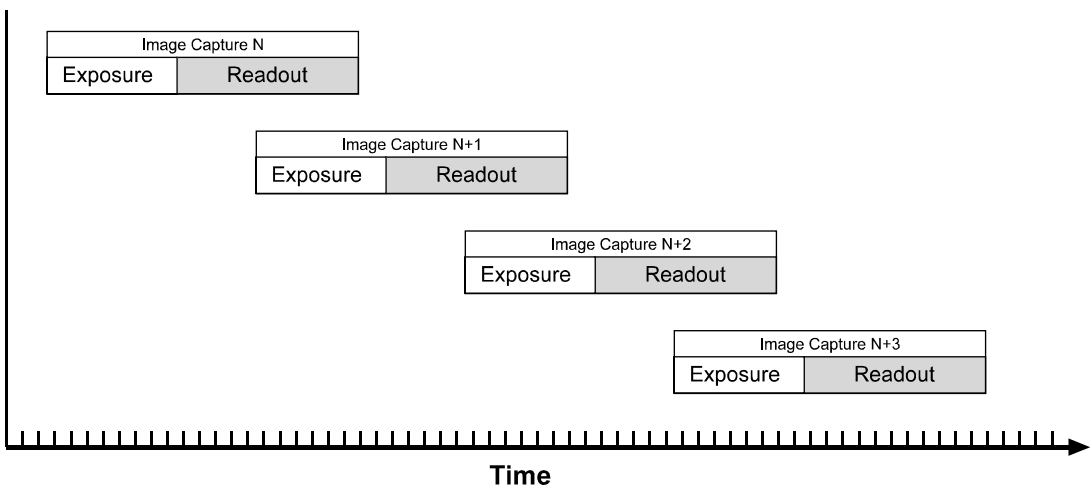 Image Capture N
Exposure Readout
Image Capture N+1
Exposure Readout
Image Capture N+2
Exposure Readout
Image Capture N+3
Exposure Readout
Time